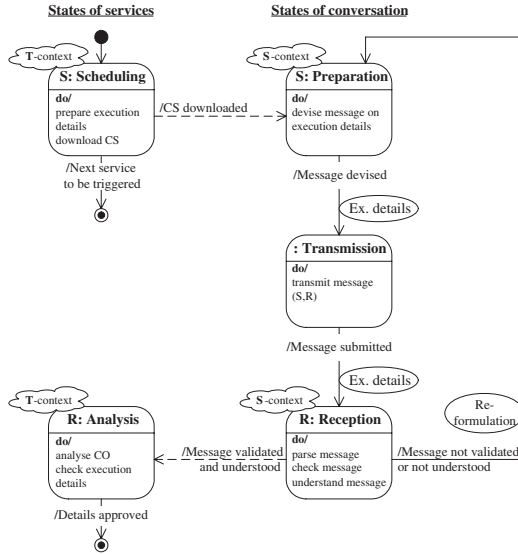 States of services
States of conversation
T-context
S: Scheduling
do/
prepare execution
details
download CS
/CS downloaded
S-context
S: Preparation
do/
devise message on
execution details
/Next service
to be triggered
/Message devised
Ex. details
: Transmission
do/
transmit message
(S,R)
/Message submitted
Ex. details
T-context
R: Analysis
do/
analyse CO
check execution
details
/Message validated
and understood
S-context
R: Reception
do/
parse message
check message
understand message
Re-
formulation
/Message not validated
or not understood
/Details approved